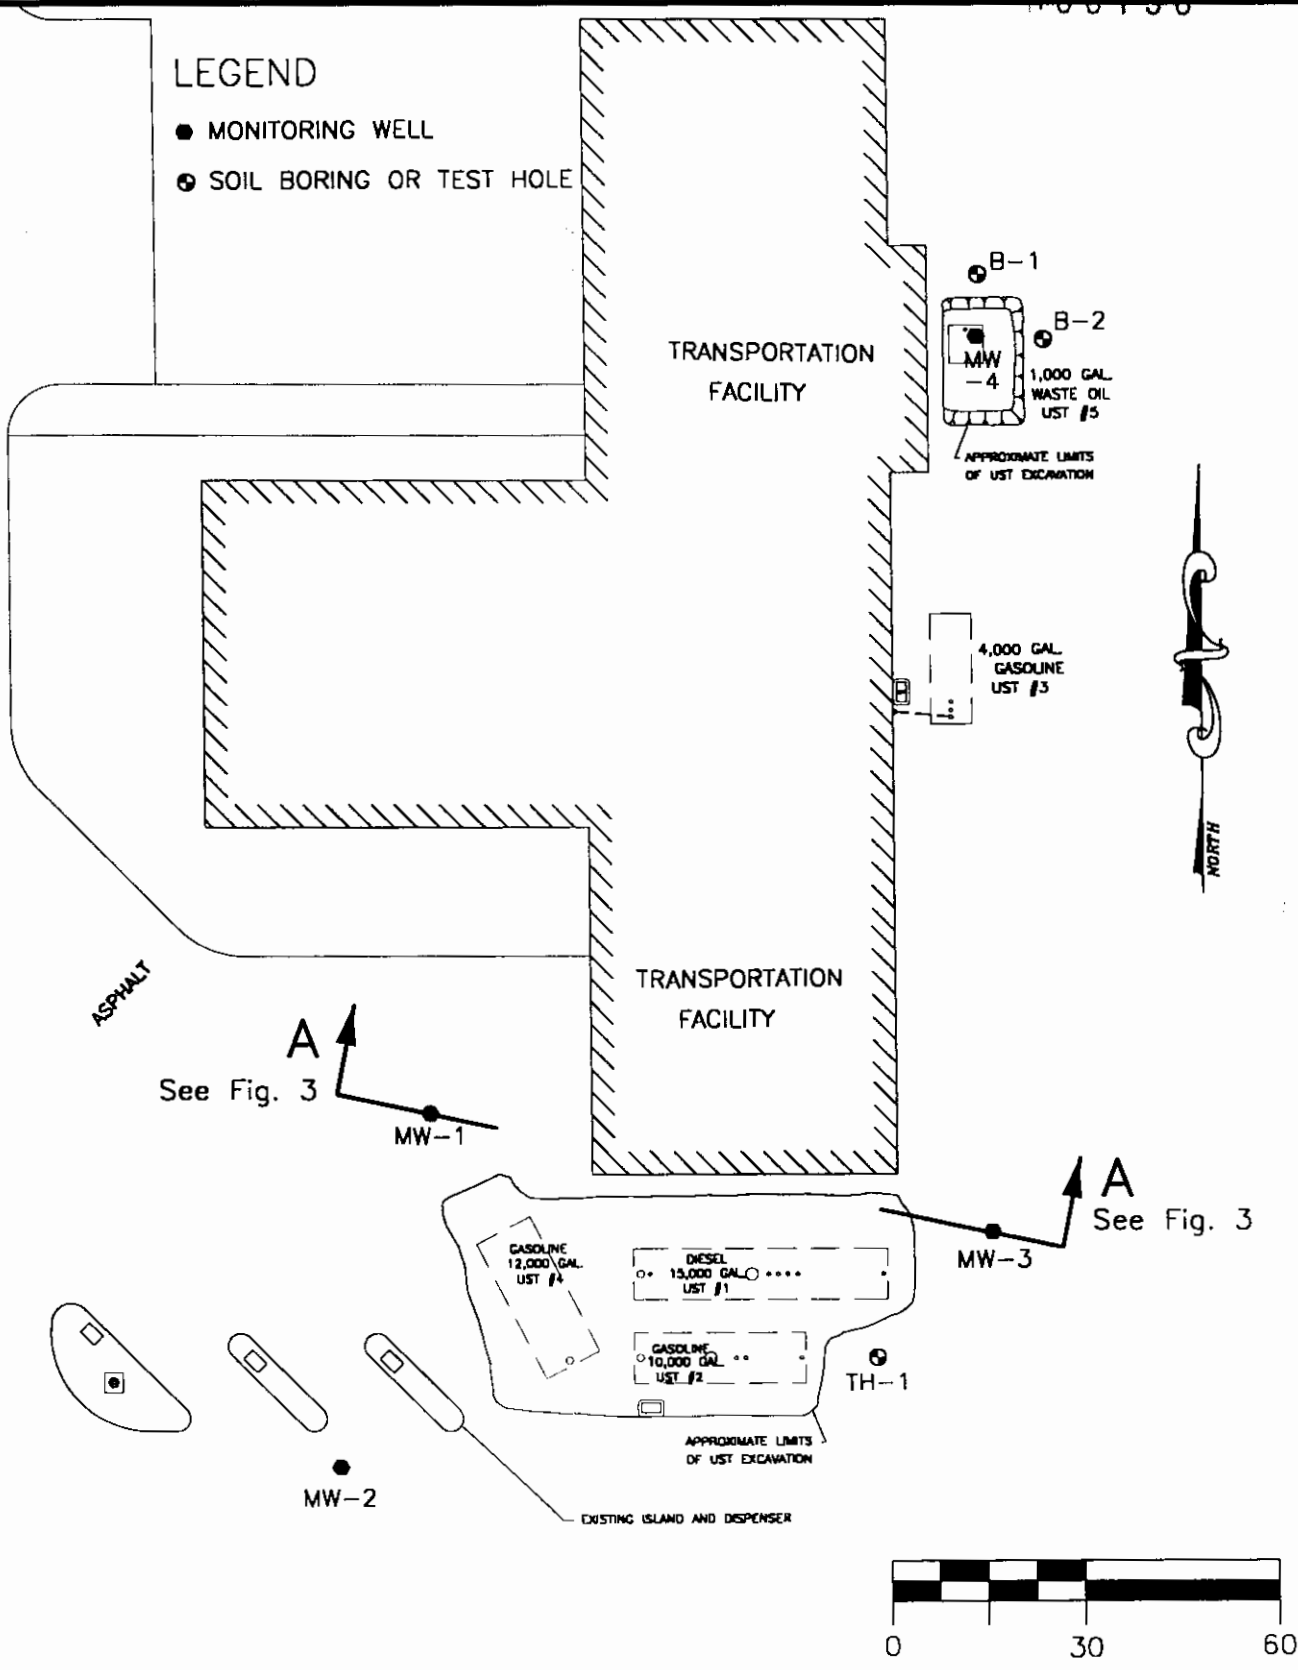 LEGEND
MONITORING WELL
SOIL BORING OR TEST HOLE
B-1
B-2
MW
-4
1,000 GAL.
WASTE OIL
UST #5
APPROXIMATE LIMITS
OF UST EXCAVATION
TRANSPORTATION
FACILITY
4,000 GAL.
GASOLINE
UST #3
NORTH
TRANSPORTATION
FACILITY
ASPHALT
A
See Fig. 3
MW-1
A
See Fig. 3
MW-3
GASOLINE
12,000 GAL.
UST #4
DIESEL
15,000 GAL.
UST #1
GASOLINE
10,000 GAL.
UST #2
TH-1
APPROXIMATE LIMITS
OF UST EXCAVATION
MW-2
EXISTING ISLAND AND DISPENSER
0 30 60